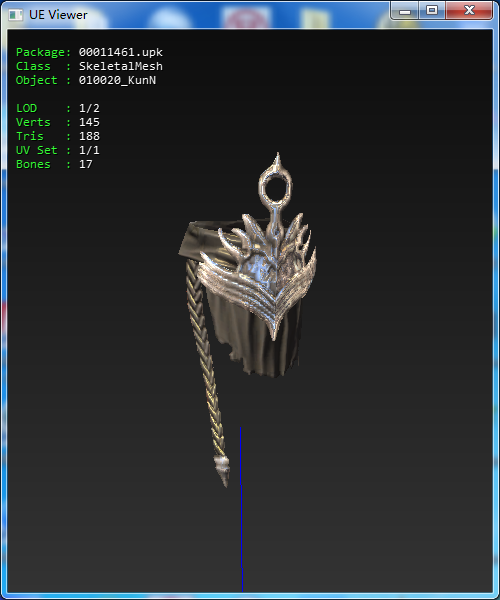 UE Viewer
Package: 00011461.upk
Class : SkeletalMesh
Object : 010020_KunN
LOD : 1/2
Verts : 145
Tris : 188
UV Set : 1/1
Bones : 17